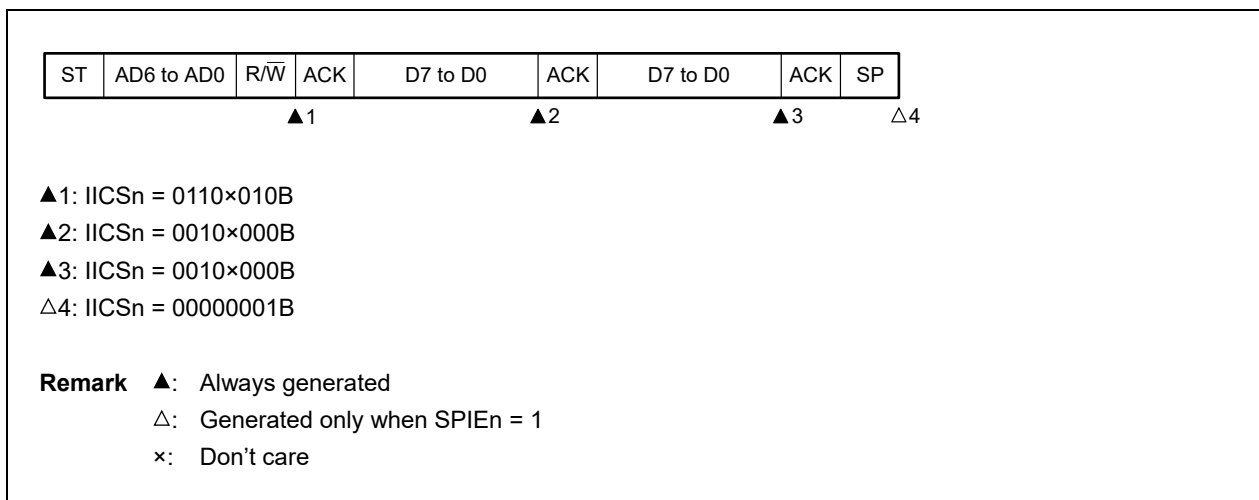 ST AD6 to AD0 R/W̅ ACK D7 to D0 ACK D7 to D0 ACK SP
▲1 ▲2 ▲3 △4
▲1: IICSn = 0110×010B
▲2: IICSn = 0010×000B
▲3: IICSn = 0010×000B
△4: IICSn = 00000001B
Remark ▲: Always generated
△: Generated only when SPIEn = 1
×: Don't care